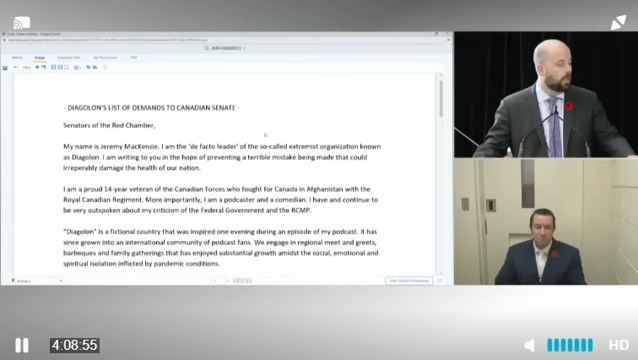 - DIAGOLON'S LIST OF DEMANDS TO CANADIAN SENATE -
Senators of the Red Chamber,
My name is Jeremy MacKenzie. I am the 'de facto leader' of the so-called extremist organization known
as Diagolon. I am writing to you in the hope of preventing a terrible mistake being made that could
irreperably damage the health of our nation.
I am a proud 14-year veteran of the Canadian Forces who fought for Canada in Afghanistan with the
Royal Canadian Regiment. More importantly, I am a podcaster and a comedian. I have and continue to
be very outspoken about my criticism of the Federal Government and the RCMP.
"Diagolon" is a fictional country that was inspired one evening during an episode of my podcast. It
has since grown into an international community of podcast fans. We engage in regional meet and greets,
barbeques and family gatherings that has enjoyed substantial growth amidst the social, emotional and
spiritual isolation inflicted by pandemic conditions.
4:08:55
HD